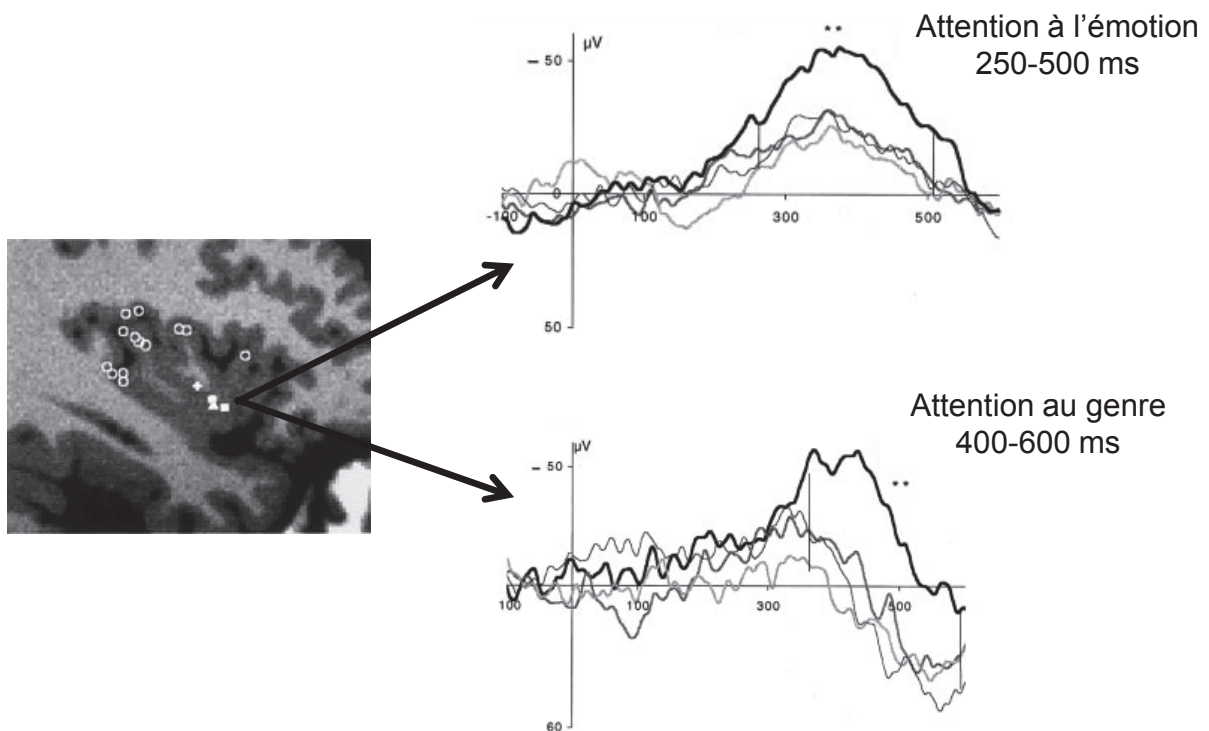 Attention à l'émotion
250-500 ms
**
µV
– 50
0
-100
100
300
500
50
Attention au genre
400-600 ms
µV
– 50
**
100
100
300
500
60